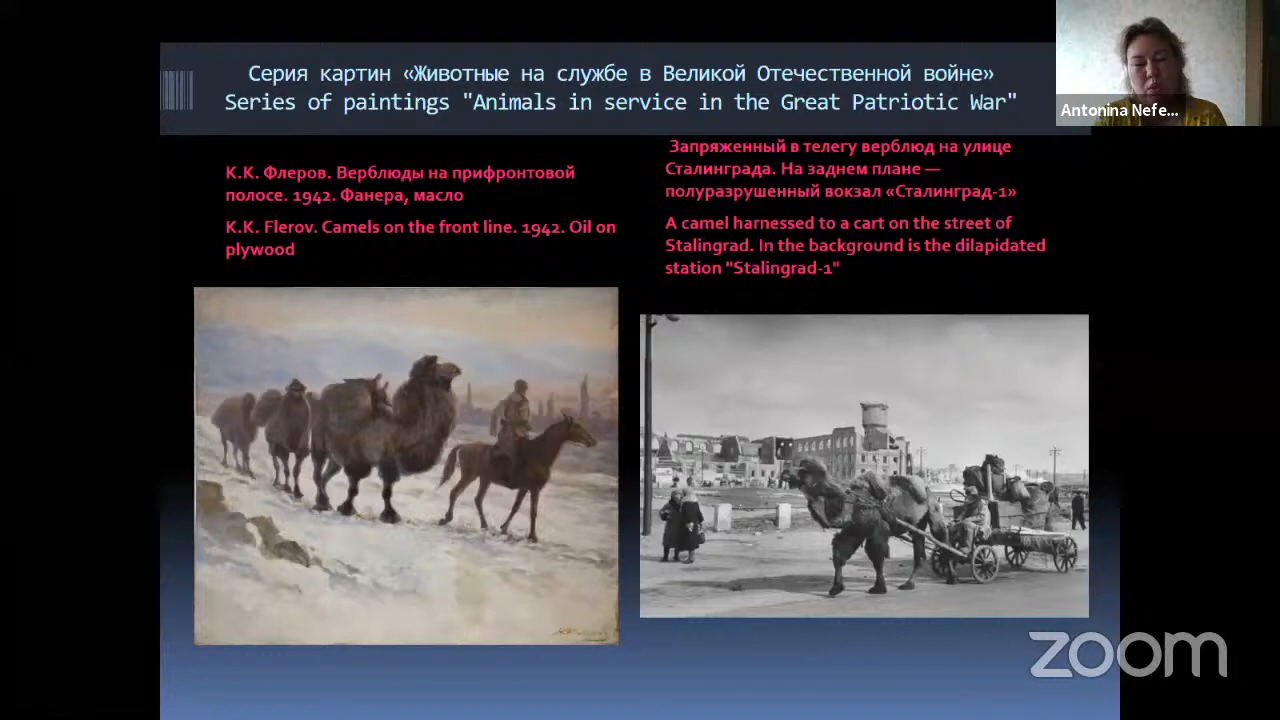 Серия картин «Животные на службе в Великой Отечественной войне»
Series of paintings "Animals in service in the Great Patriotic War"
Antonina Nefe...
К.К. Флеров. Верблюды на прифронтовой
полосе. 1942. Фанера, масло
K.K. Flerov. Camels on the front line. 1942. Oil on
plywood
Запряженный в телегу верблюд на улице
Сталинграда. На заднем плане —
полуразрушенный вокзал «Сталинград-1»
A camel harnessed to a cart on the street of
Stalingrad. In the background is the dilapidated
station "Stalingrad-1"
zoom